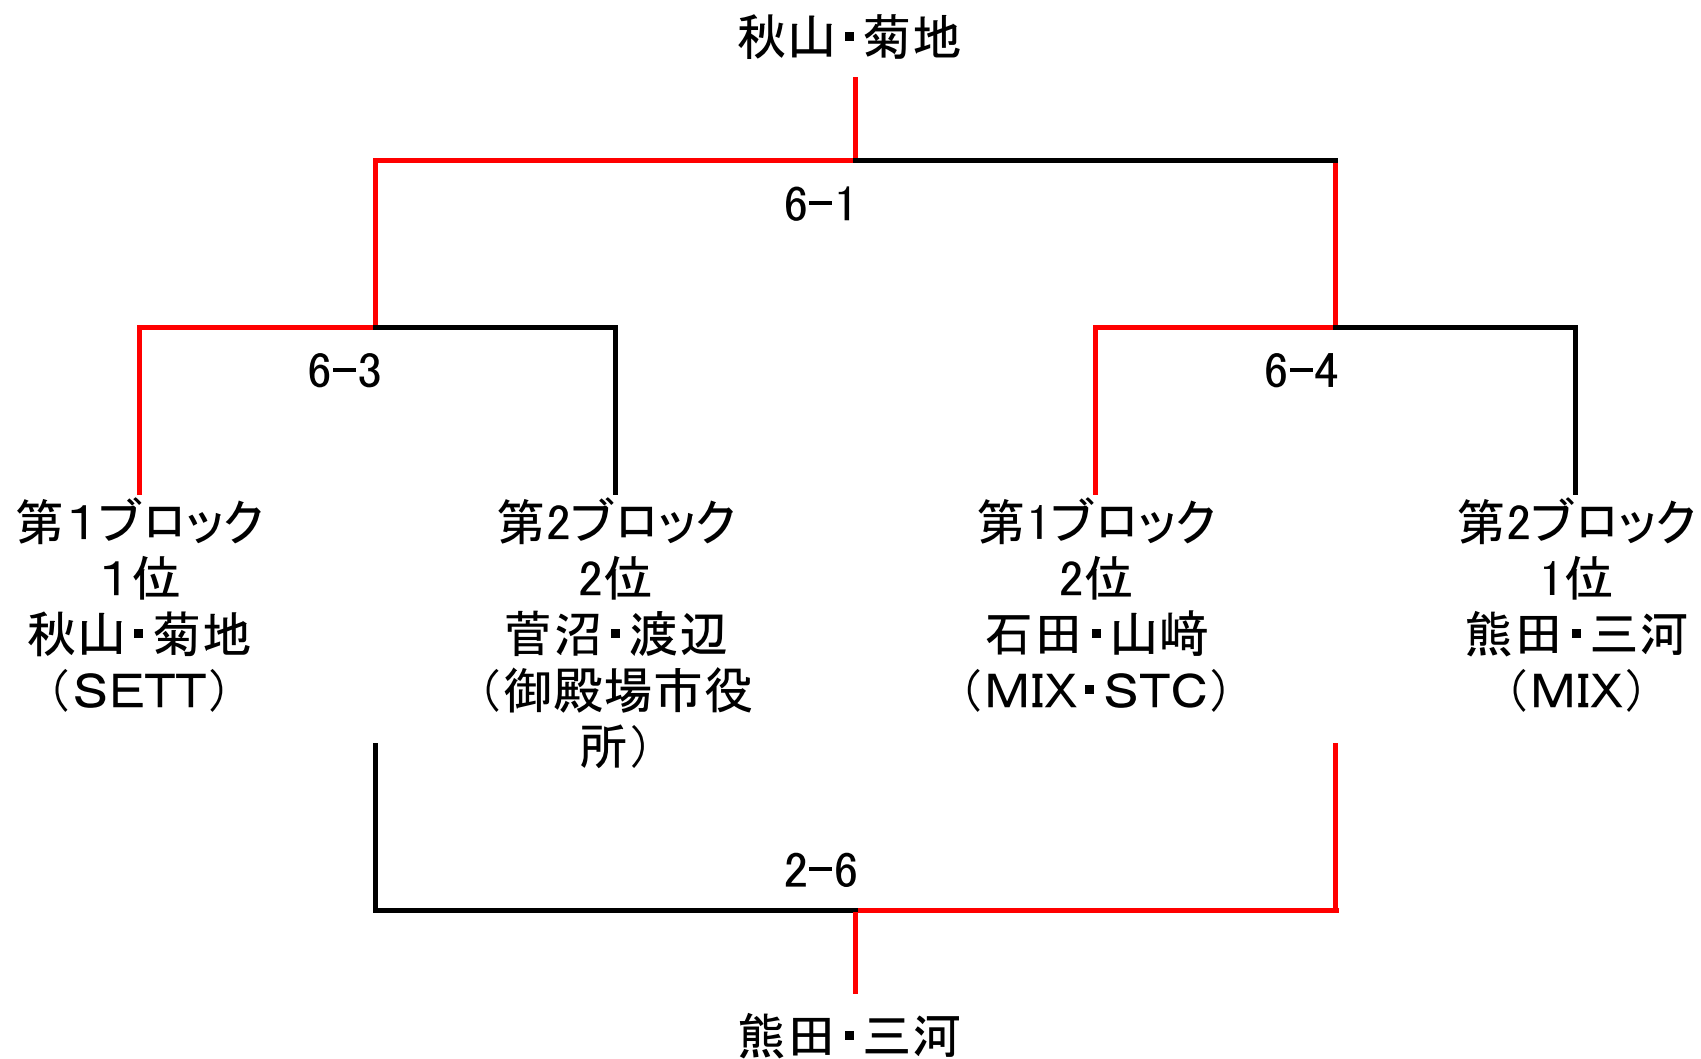 秋山・菊地
6-1
6-3
6-4
第１ブロック
１位
秋山・菊地
（SETT）
第2ブロック
2位
菅沼・渡辺
（御殿場市役
所）
第1ブロック
2位
石田・山﨑
（MIX・STC）
第2ブロック
1位
熊田・三河
（MIX）
2-6
熊田・三河